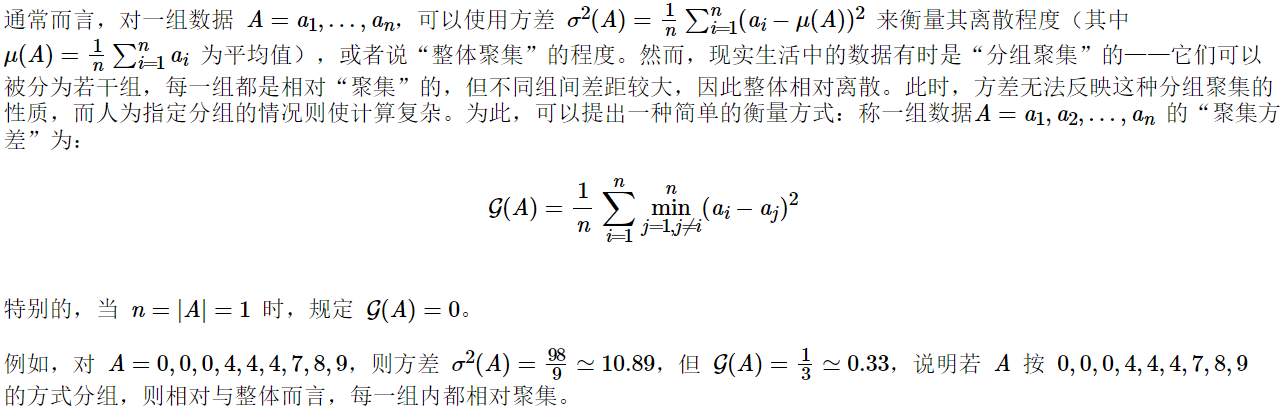 通常而言，对一组数据 $A = a_1, \ldots, a_n$，可以使用方差 $\sigma^2(A) = \frac{1}{n}\sum_{i=1}^{n}(a_i - \mu(A))^2$ 来衡量其离散程度（其中
$\mu(A) = \frac{1}{n}\sum_{i=1}^{n} a_i$ 为平均值），或者说“整体聚集”的程度。然而，现实生活中的数据有时是“分组聚集”的——它们可以
被分为若干组，每一组都是相对“聚集”的，但不同组间差距较大，因此整体相对离散。此时，方差无法反映这种分组聚集的
性质，而人为指定分组的情况则使计算复杂。为此，可以提出一种简单的衡量方式：称一组数据$A = a_1, a_2, \ldots, a_n$ 的“聚集方
差”为：
$\mathcal{G}(A) = \frac{1}{n}\sum_{i=1}^{n}\min_{j=1, j\neq i}^{n}(a_i - a_j)^2$
特别的，当 $n = |A| = 1$ 时，规定 $\mathcal{G}(A) = 0$。
例如，对 $A = 0, 0, 0, 4, 4, 4, 7, 8, 9$，则方差 $\sigma^2(A) = \frac{98}{9} \simeq 10.89$，但 $\mathcal{G}(A) = \frac{1}{3} \simeq 0.33$，说明若 $A$ 按 $0, 0, 0, 4, 4, 4, 7, 8, 9$
的方式分组，则相对与整体而言，每一组内都相对聚集。